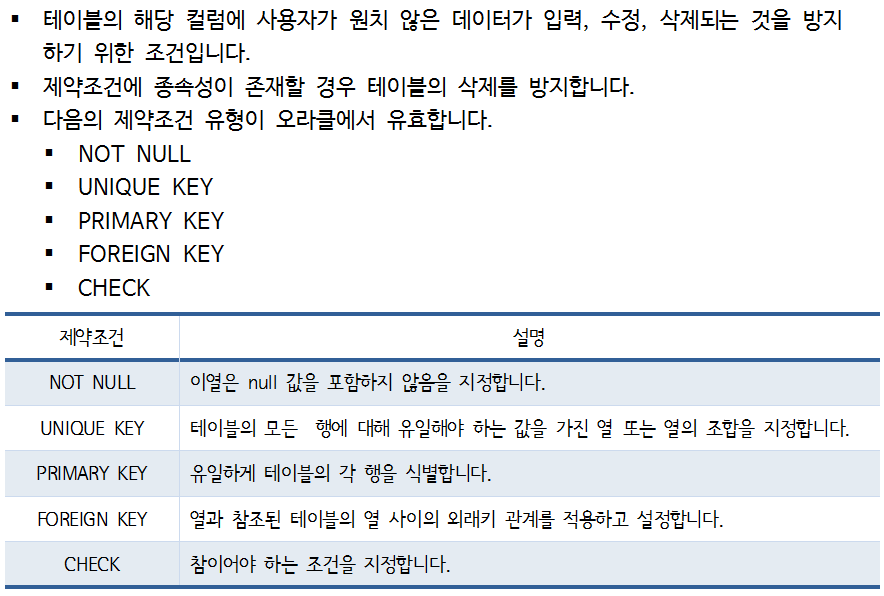 ▪ 테이블의 해당 컬럼에 사용자가 원치 않은 데이터가 입력, 수정, 삭제되는 것을 방지
하기 위한 조건입니다.
▪ 제약조건에 종속성이 존재할 경우 테이블의 삭제를 방지합니다.
▪ 다음의 제약조건 유형이 오라클에서 유효합니다.
▪ NOT NULL
▪ UNIQUE KEY
▪ PRIMARY KEY
▪ FOREIGN KEY
▪ CHECK
제약조건 설명
NOT NULL 이열은 null 값을 포함하지 않음을 지정합니다.
UNIQUE KEY 테이블의 모든 행에 대해 유일해야 하는 값을 가진 열 또는 열의 조합을 지정합니다.
PRIMARY KEY 유일하게 테이블의 각 행을 식별합니다.
FOREIGN KEY 열과 참조된 테이블의 열 사이의 외래키 관계를 적용하고 설정합니다.
CHECK 참이어야 하는 조건을 지정합니다.